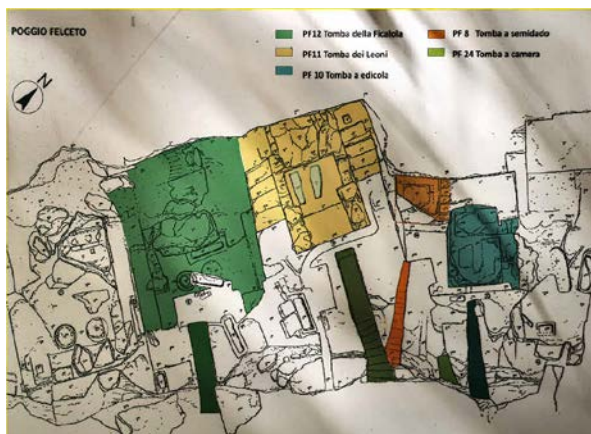 POGGIO FELCETO
PF12 Tomba della Ficaiola
PF11 Tomba dei Leoni
PF 10 Tomba a edicola
PF 8 Tomba a semidado
PF 24 Tomba a camara
N